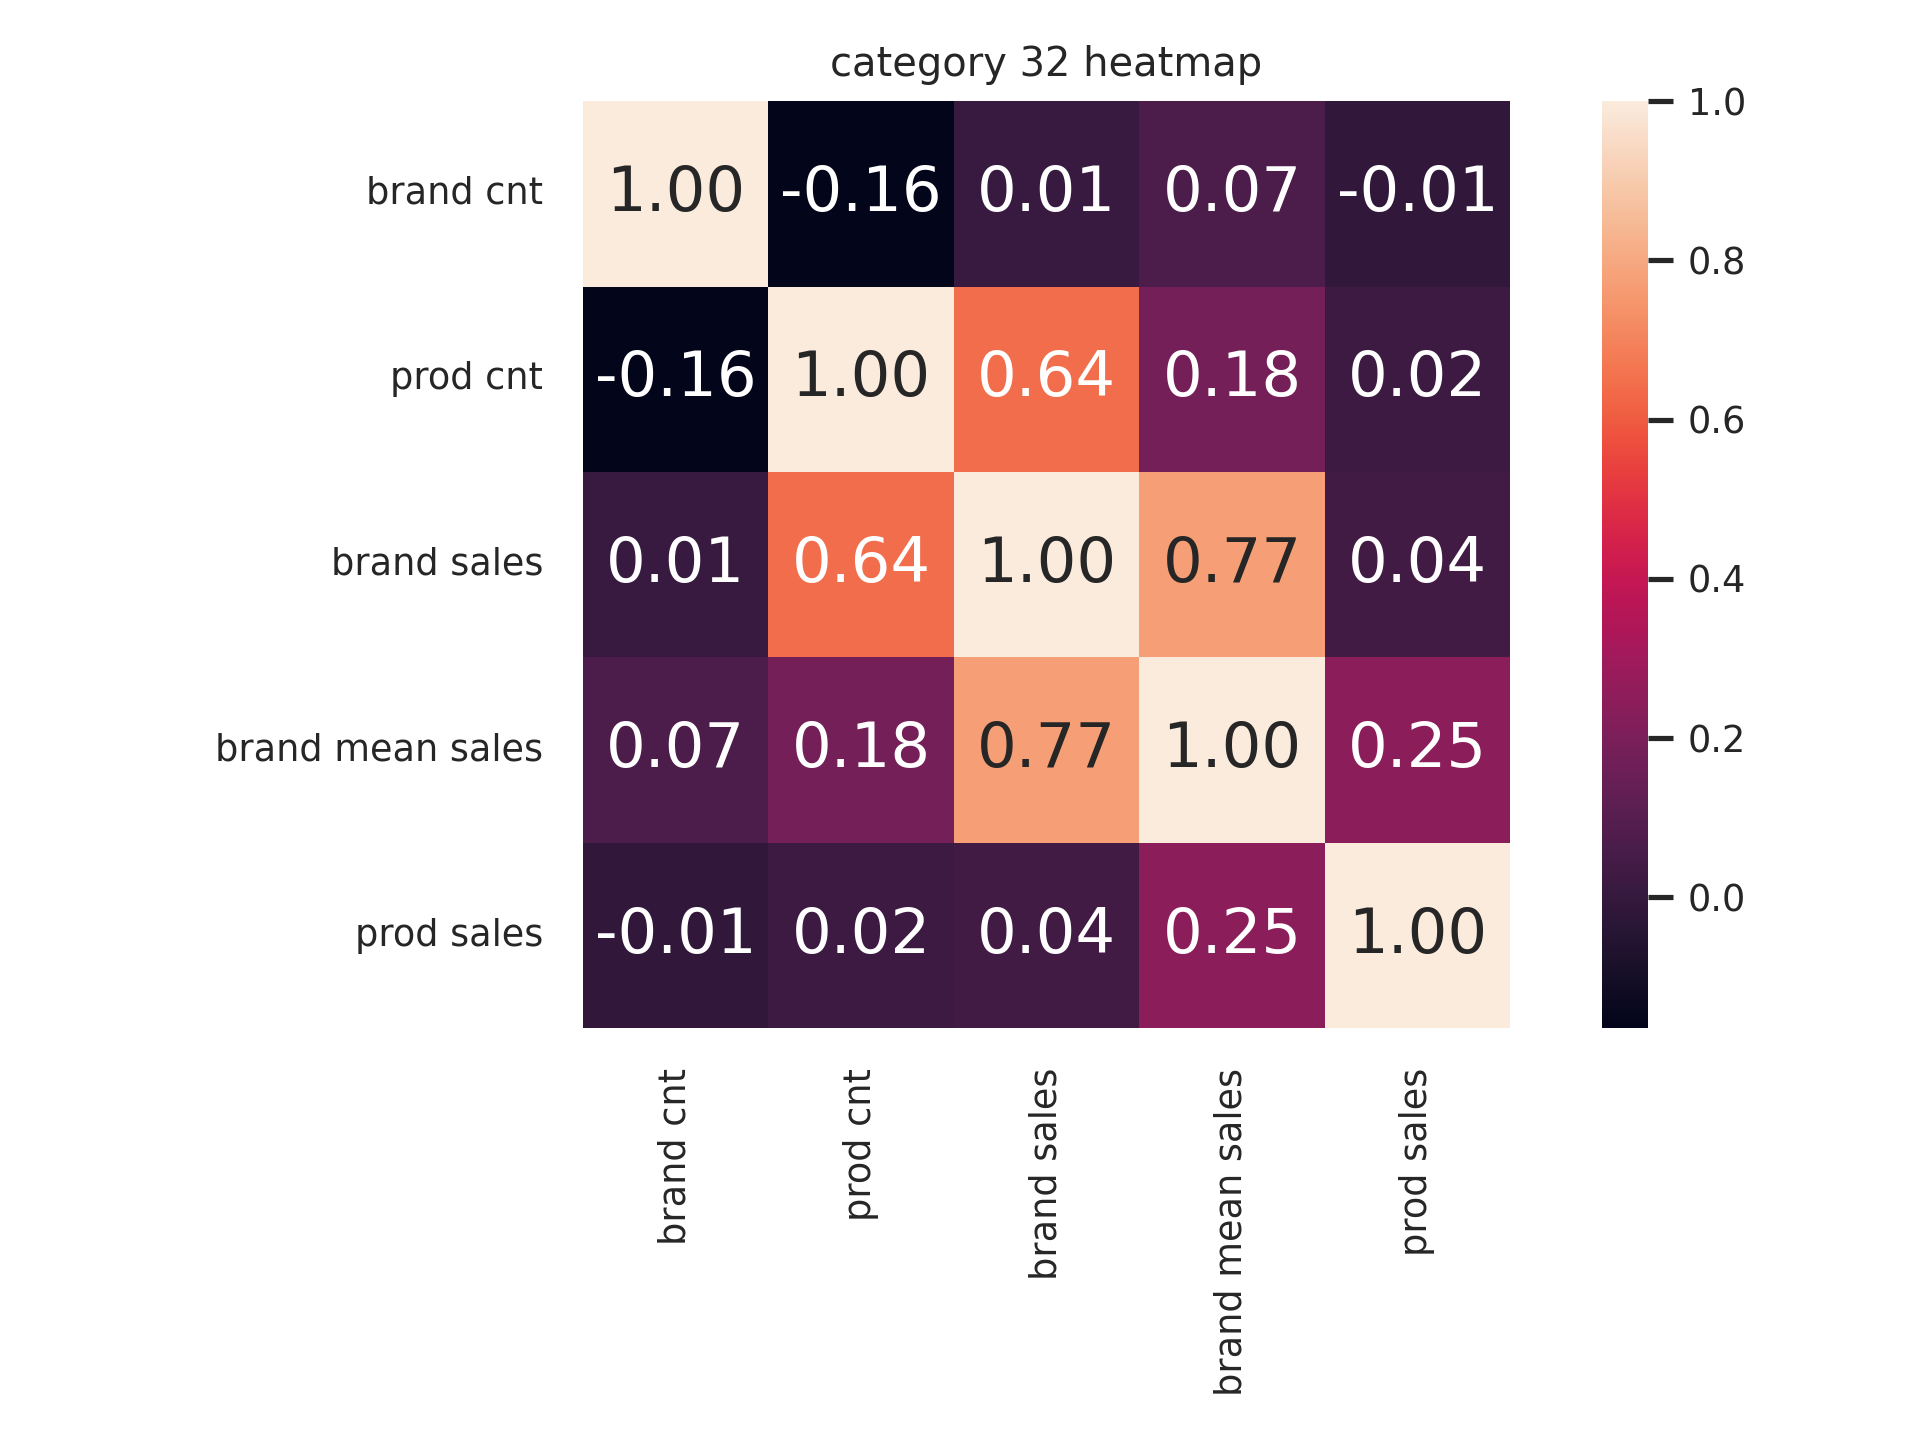 category 32 heatmap
brand cnt
1.00 -0.16 0.01 0.07 -0.01
prod cnt
-0.16 1.00 0.64 0.18 0.02
brand sales
0.01 0.64 1.00 0.77 0.04
brand mean sales
0.07 0.18 0.77 1.00 0.25
prod sales
-0.01 0.02 0.04 0.25 1.00
brand cnt
prod cnt
brand sales
brand mean sales
prod sales
1.0
0.8
0.6
0.4
0.2
0.0